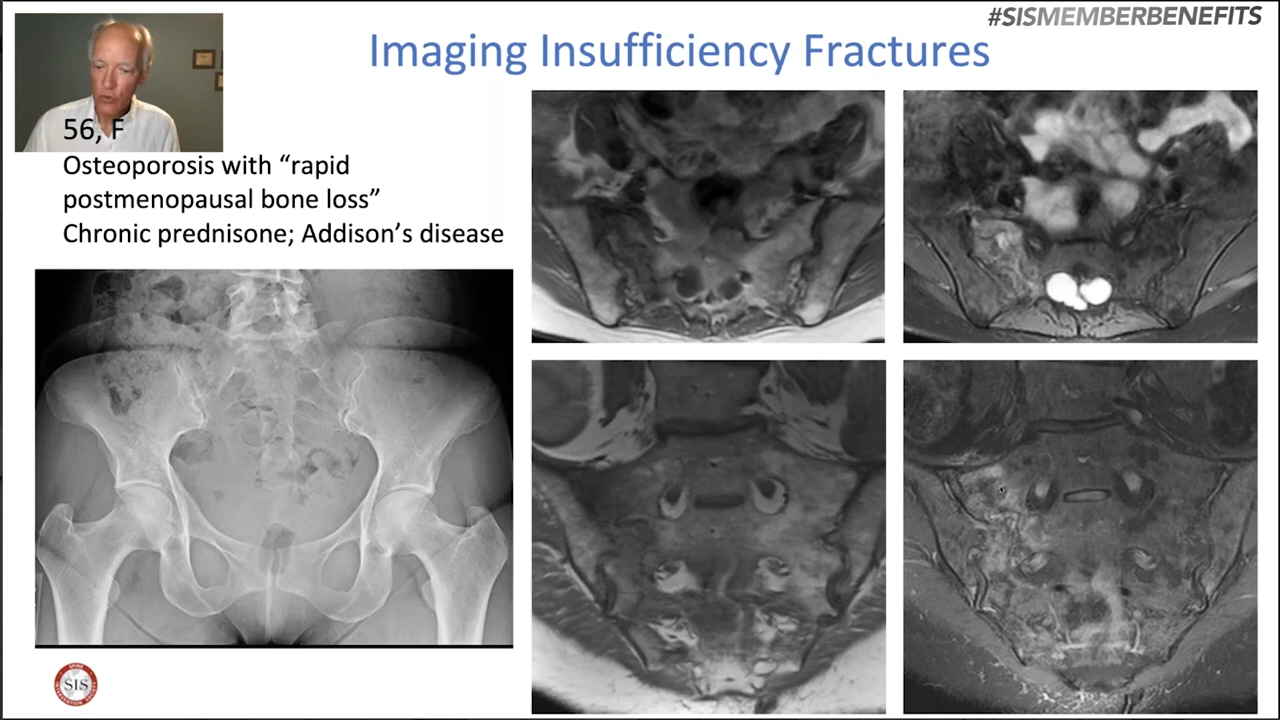 #SISMEMBERBENEFITS
Imaging Insufficiency Fractures
56, F
Osteoporosis with “rapid
postmenopausal bone loss”
Chronic prednisone; Addison’s disease
SIS